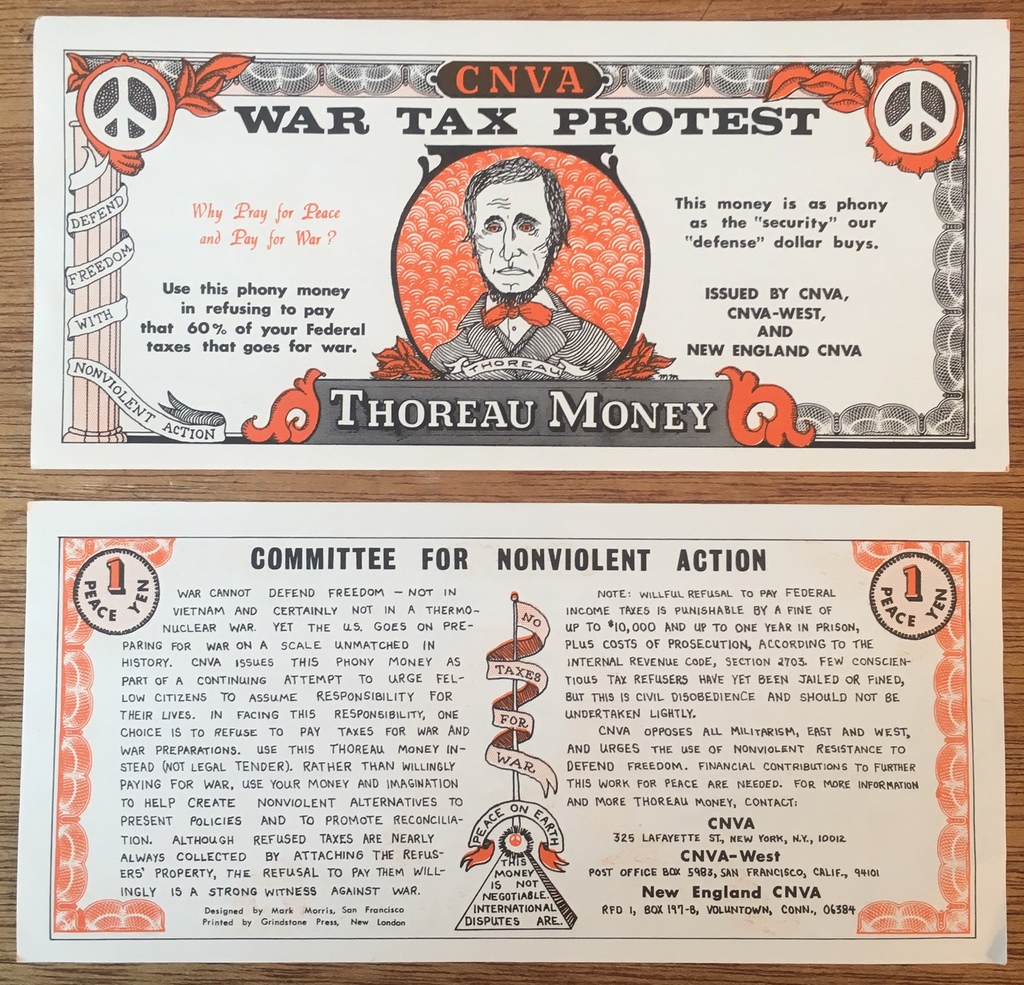 CNVA
WAR TAX PROTEST
DEFEND
FREEDOM
WITH
NONVIOLENT ACTION
Why Pray for Peace
and Pay for War?
Use this phony money
in refusing to pay
that 60% of your Federal
taxes that goes for war.
THOREAU
MM
This money is as phony
as the "security" our
"defense" dollar buys.
ISSUED BY CNVA,
CNVA-WEST,
AND
NEW ENGLAND CNVA
THOREAU MONEY
COMMITTEE FOR NONVIOLENT ACTION
1
PEACE YEN
WAR CANNOT DEFEND FREEDOM – NOT IN
VIETNAM AND CERTAINLY NOT IN A THERMO-
NUCLEAR WAR. YET THE U.S. GOES ON PRE-
PARING FOR WAR ON A SCALE UNMATCHED IN
HISTORY. CNVA ISSUES THIS PHONY MONEY AS
PART OF A CONTINUING ATTEMPT TO URGE FEL-
LOW CITIZENS TO ASSUME RESPONSIBILITY FOR
THEIR LIVES. IN FACING THIS RESPONSIBILITY, ONE
CHOICE IS TO REFUSE TO PAY TAXES FOR WAR AND
WAR PREPARATIONS. USE THIS THOREAU MONEY IN-
STEAD (NOT LEGAL TENDER). RATHER THAN WILLINGLY
PAYING FOR WAR, USE YOUR MONEY AND IMAGINATION
TO HELP CREATE NONVIOLENT ALTERNATIVES TO
PRESENT POLICIES AND TO PROMOTE RECONCILIA-
TION. ALTHOUGH REFUSED TAXES ARE NEARLY
ALWAYS COLLECTED BY ATTACHING THE REFUS-
ERS' PROPERTY, THE REFUSAL TO PAY THEM WILL-
INGLY IS A STRONG WITNESS AGAINST WAR.
Designed by Mark Morris, San Francisco
Printed by Grindstone Press, New London
NO
TAXES
FOR
WAR
PEACE ON EARTH
THIS
MONEY
IS NOT
NEGOTIABLE.
INTERNATIONAL
DISPUTES ARE.
1
PEACE YEN
NOTE: WILLFUL REFUSAL TO PAY FEDERAL
INCOME TAXES IS PUNISHABLE BY A FINE OF
UP TO $10,000 AND UP TO ONE YEAR IN PRISON,
PLUS COSTS OF PROSECUTION, ACCORDING TO THE
INTERNAL REVENUE CODE, SECTION 2703. FEW CONSCIEN-
TIOUS TAX REFUSERS HAVE YET BEEN JAILED OR FINED,
BUT THIS IS CIVIL DISOBEDIENCE AND SHOULD NOT BE
UNDERTAKEN LIGHTLY.
CNVA OPPOSES ALL MILITARISM, EAST AND WEST,
AND URGES THE USE OF NONVIOLENT RESISTANCE TO
DEFEND FREEDOM. FINANCIAL CONTRIBUTIONS TO FURTHER
THIS WORK FOR PEACE ARE NEEDED. FOR MORE INFORMATION
AND MORE THOREAU MONEY, CONTACT:
CNVA
325 LAFAYETTE ST., NEW YORK, N.Y., 10012
CNVA-West
POST OFFICE BOX 5983, SAN FRANCISCO, CALIF., 94101
New England CNVA
RFD 1, BOX 197-B, VOLUNTOWN, CONN., 06384